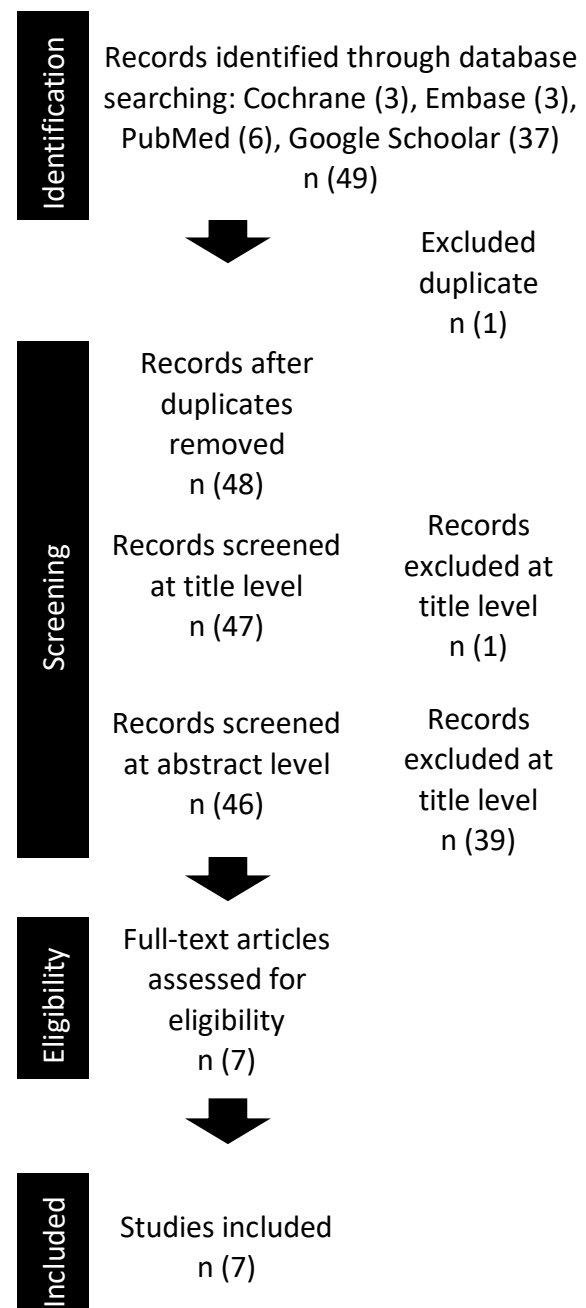 Identification
Records identified through database
searching: Cochrane (3), Embase (3),
PubMed (6), Google Schoolar (37)
n (49)
Excluded
duplicate
n (1)
Screening
Records after
duplicates
removed
n (48)
Records screened
at title level
n (47)
Records
excluded at
title level
n (1)
Records screened
at abstract level
n (46)
Records
excluded at
title level
n (39)
Eligibility
Full-text articles
assessed for
eligibility
n (7)
Included
Studies included
n (7)